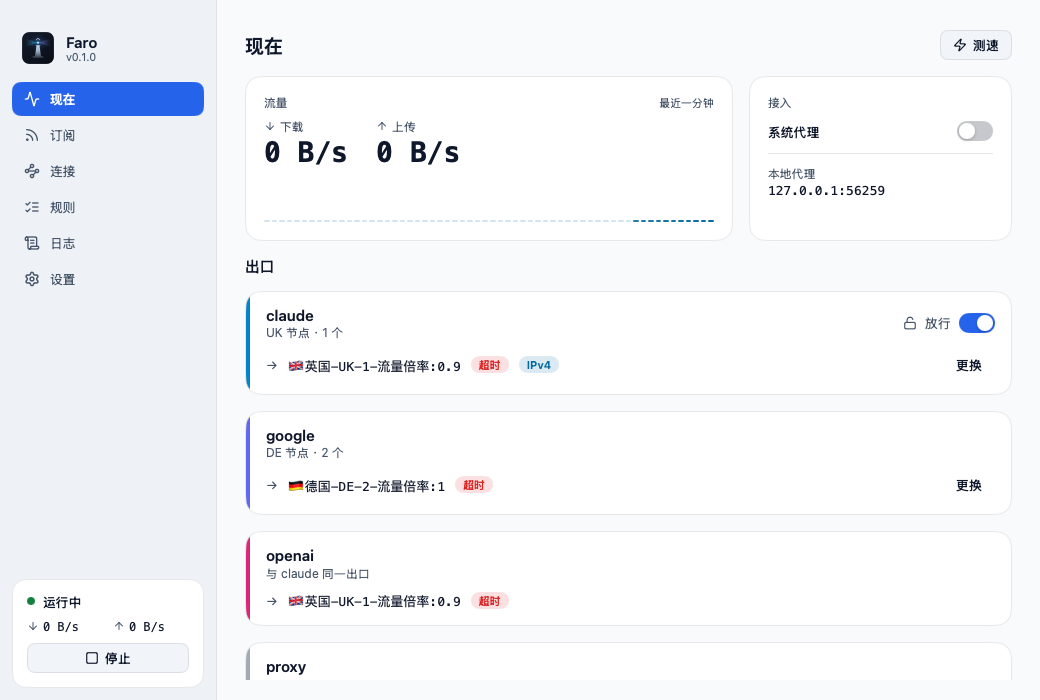 Faro
v0.1.0
现在
订阅
连接
规则
日志
设置
运行中
↓ 0 B/s ↑ 0 B/s
停止
现在
测速
流量 最近一分钟
↓ 下载 ↑ 上传
0 B/s 0 B/s
接入
系统代理
本地代理
127.0.0.1:56259
出口
claude
UK 节点 · 1 个
放行
→ 🇬🇧英国-UK-1-流量倍率:0.9 超时 IPv4 更换
google
DE 节点 · 2 个
→ 🇩🇪德国-DE-2-流量倍率:1 超时 更换
openai
与 claude 同一出口
→ 🇬🇧英国-UK-1-流量倍率:0.9 超时
proxy